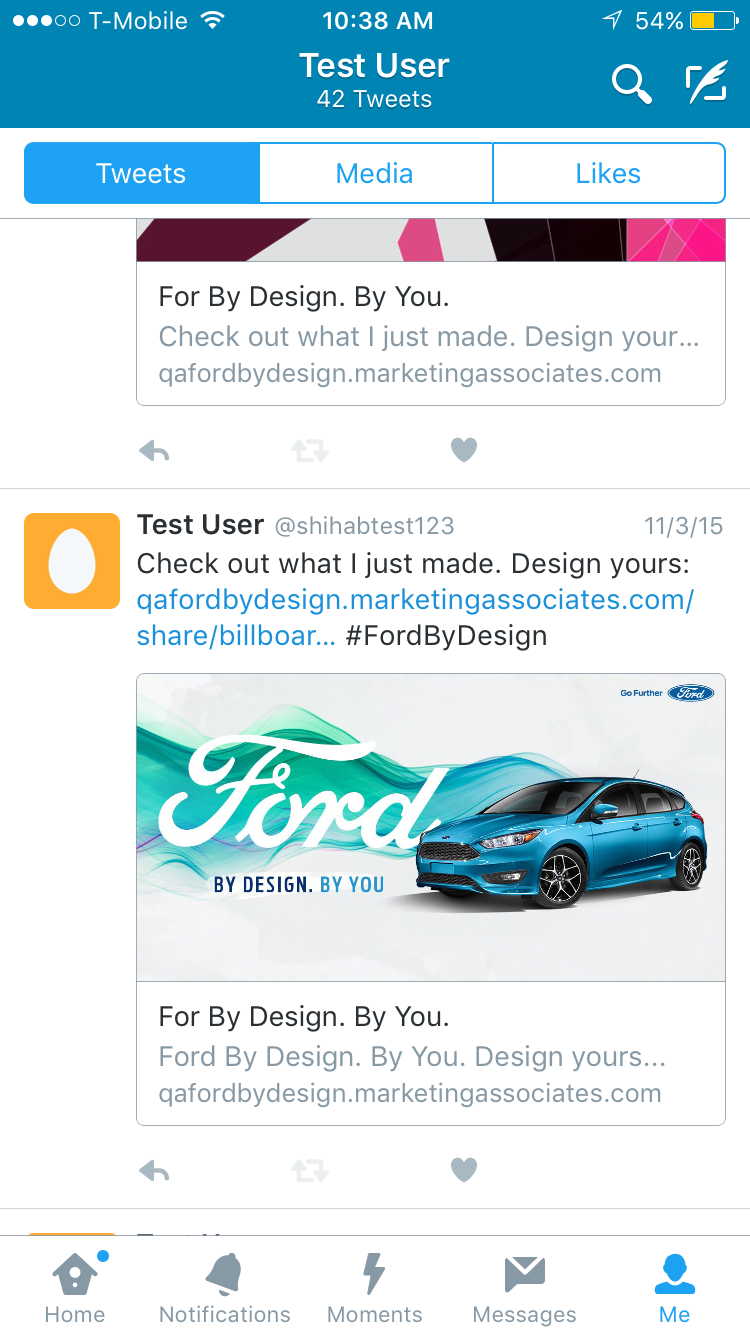 T-Mobile 10:38 AM 54%
Test User
42 Tweets
Tweets Media Likes
For By Design. By You.
Check out what I just made. Design your...
qafordbydesign.marketingassociates.com
Test User @shihabtest123 11/3/15
Check out what I just made. Design yours:
qafordbydesign.marketingassociates.com/
share/billboar... #FordByDesign
Go Further Ford
Ford
BY DESIGN. BY YOU
For By Design. By You.
Ford By Design. By You. Design yours...
qafordbydesign.marketingassociates.com
Home Notifications Moments Messages Me